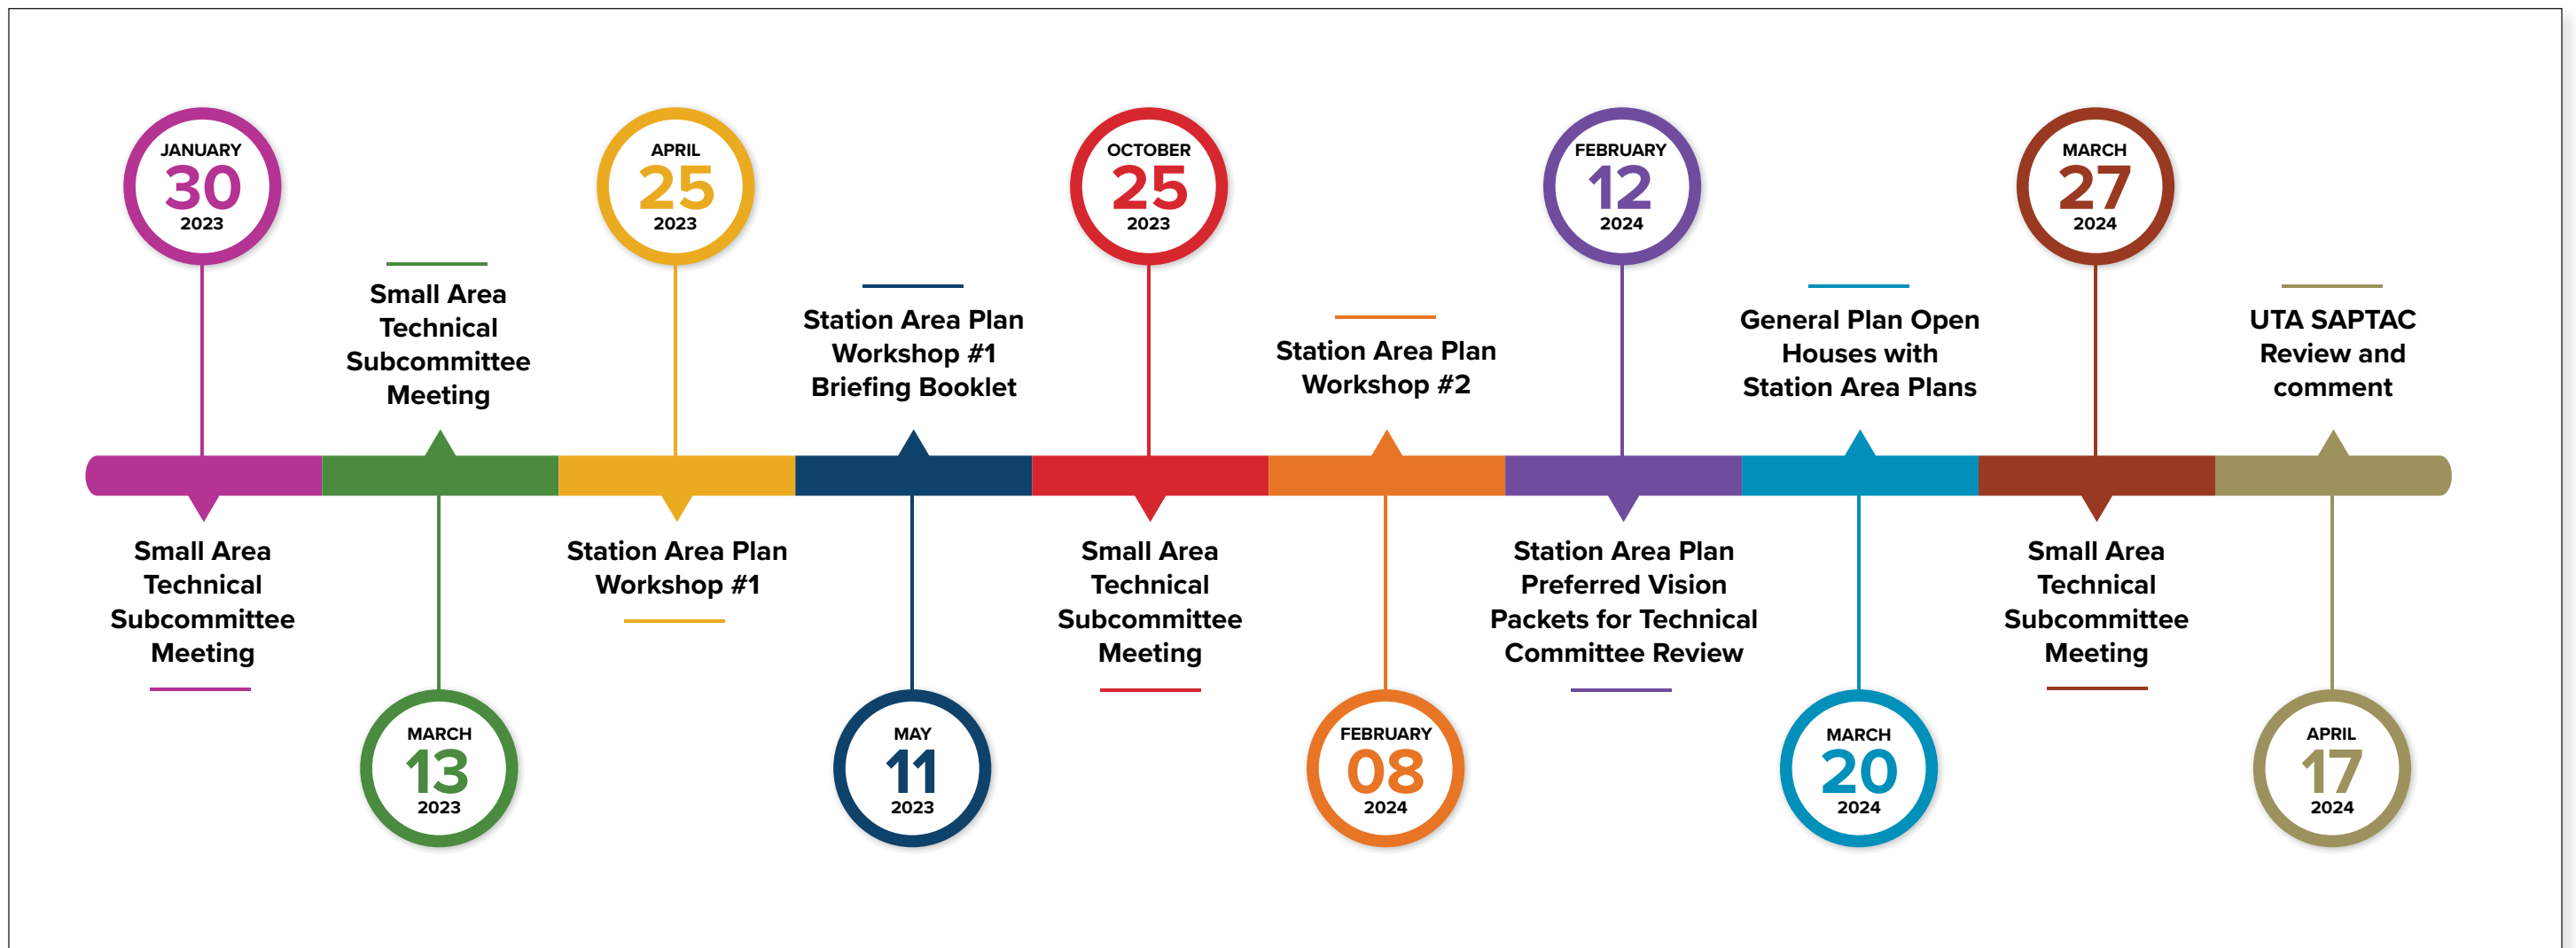 JANUARY
30
2023
Small Area
Technical
Subcommittee
Meeting
Small Area
Technical
Subcommittee
Meeting
MARCH
13
2023
APRIL
25
2023
Station Area Plan
Workshop #1
Station Area Plan
Workshop #1
Briefing Booklet
MAY
11
2023
OCTOBER
25
2023
Small Area
Technical
Subcommittee
Meeting
Station Area Plan
Workshop #2
FEBRUARY
08
2024
FEBRUARY
12
2024
Station Area Plan
Preferred Vision
Packets for Technical
Committee Review
General Plan Open
Houses with
Station Area Plans
MARCH
20
2024
MARCH
27
2024
Small Area
Technical
Subcommittee
Meeting
UTA SAPTAC
Review and
comment
APRIL
17
2024